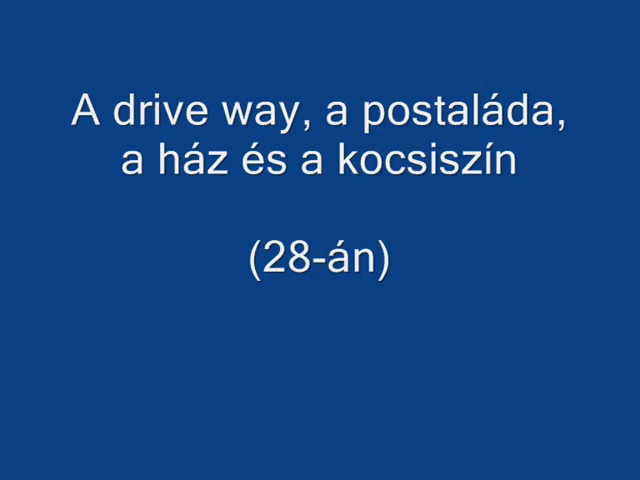 A drive way, a postaláda,
a ház és a kocsiszín
(28-án)